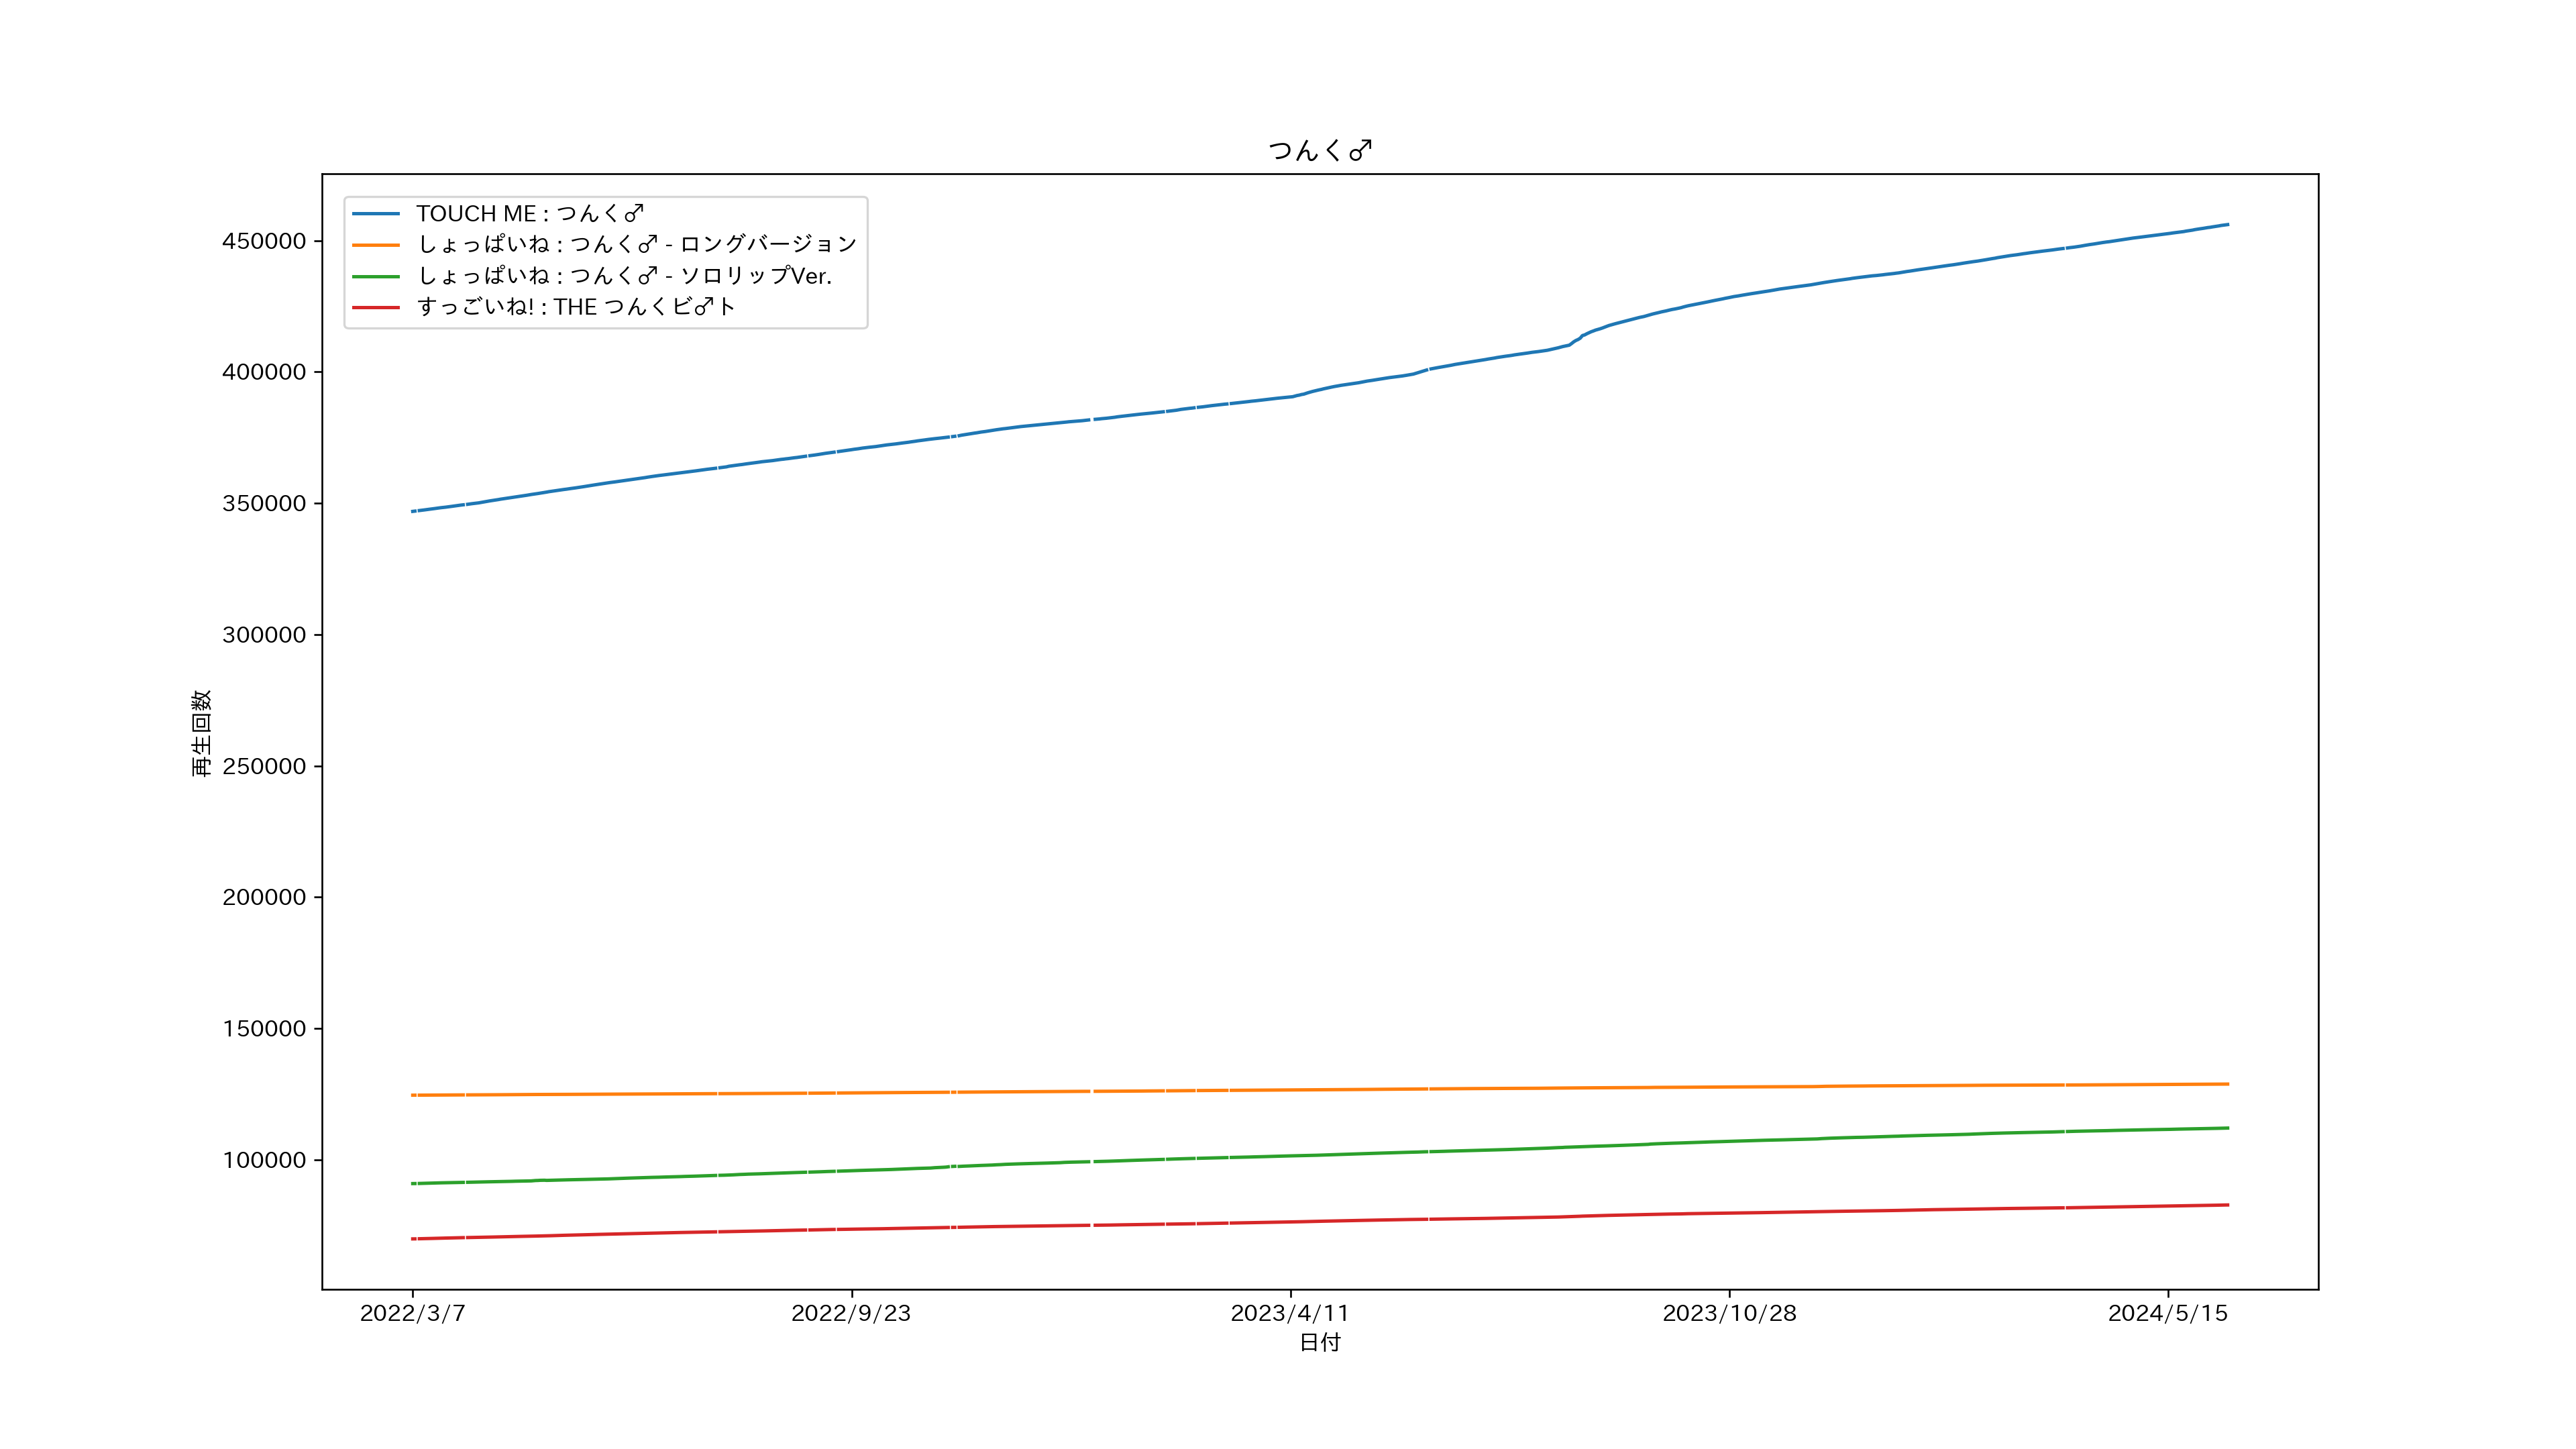 つんく♂
TOUCH ME : つんく♂
しょっぱいね : つんく♂ - ロングバージョン
しょっぱいね : つんく♂ - ソロリップVer.
すっごいね! : THE つんくビ♂ト
450000
400000
350000
300000
250000
200000
150000
100000
再生回数
2022/3/7
2022/9/23
2023/4/11
2023/10/28
2024/5/15
日付